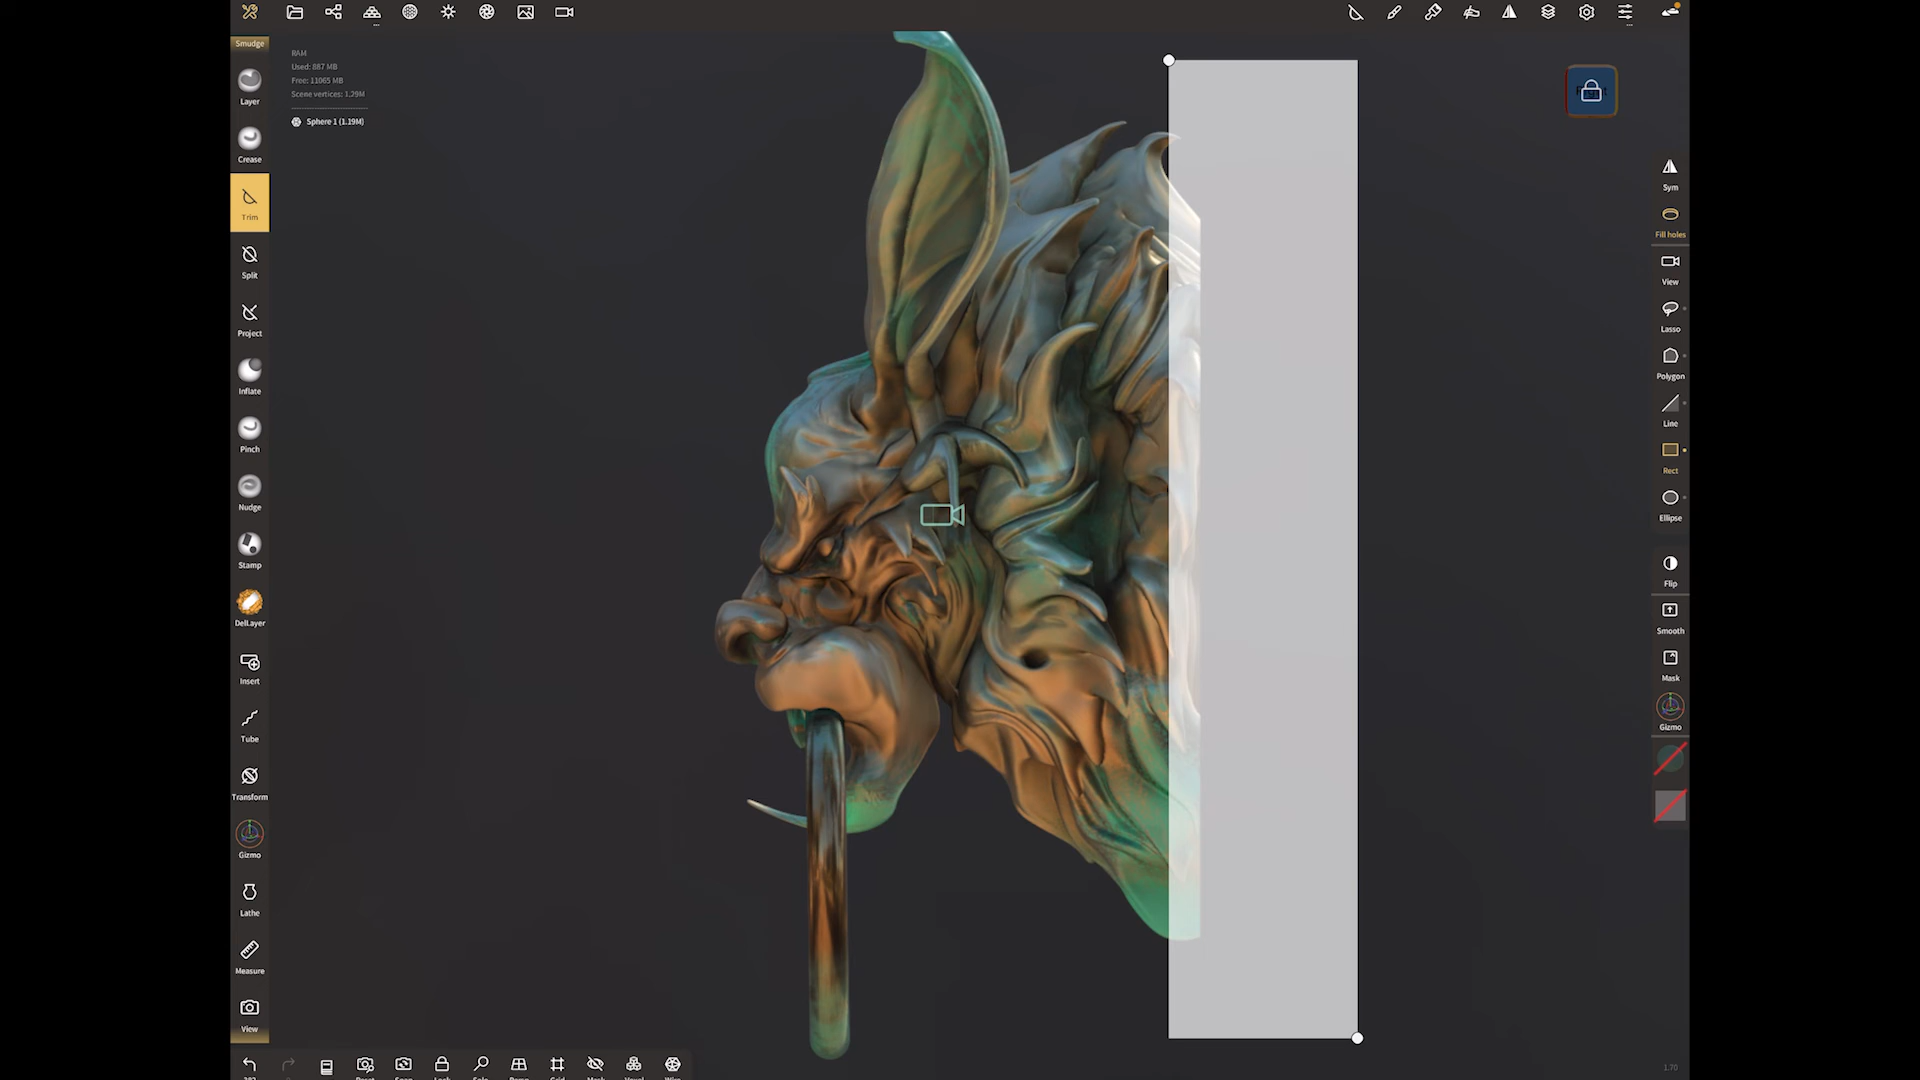 Smudge
Layer
Crease
Trim
Split
Project
Inflate
Pinch
Nudge
Stamp
DelLayer
Insert
Tube
Transform
Gizmo
Lathe
Measure
View
RAM
Used: 887 MB
Free: 11065 MB
Scene vertices: 1.29M
Sphere 1 (1.19M)
Sym
Fill holes
View
Lasso
Polygon
Line
Rect
Ellipse
Flip
Smooth
Mask
Gizmo
1.70